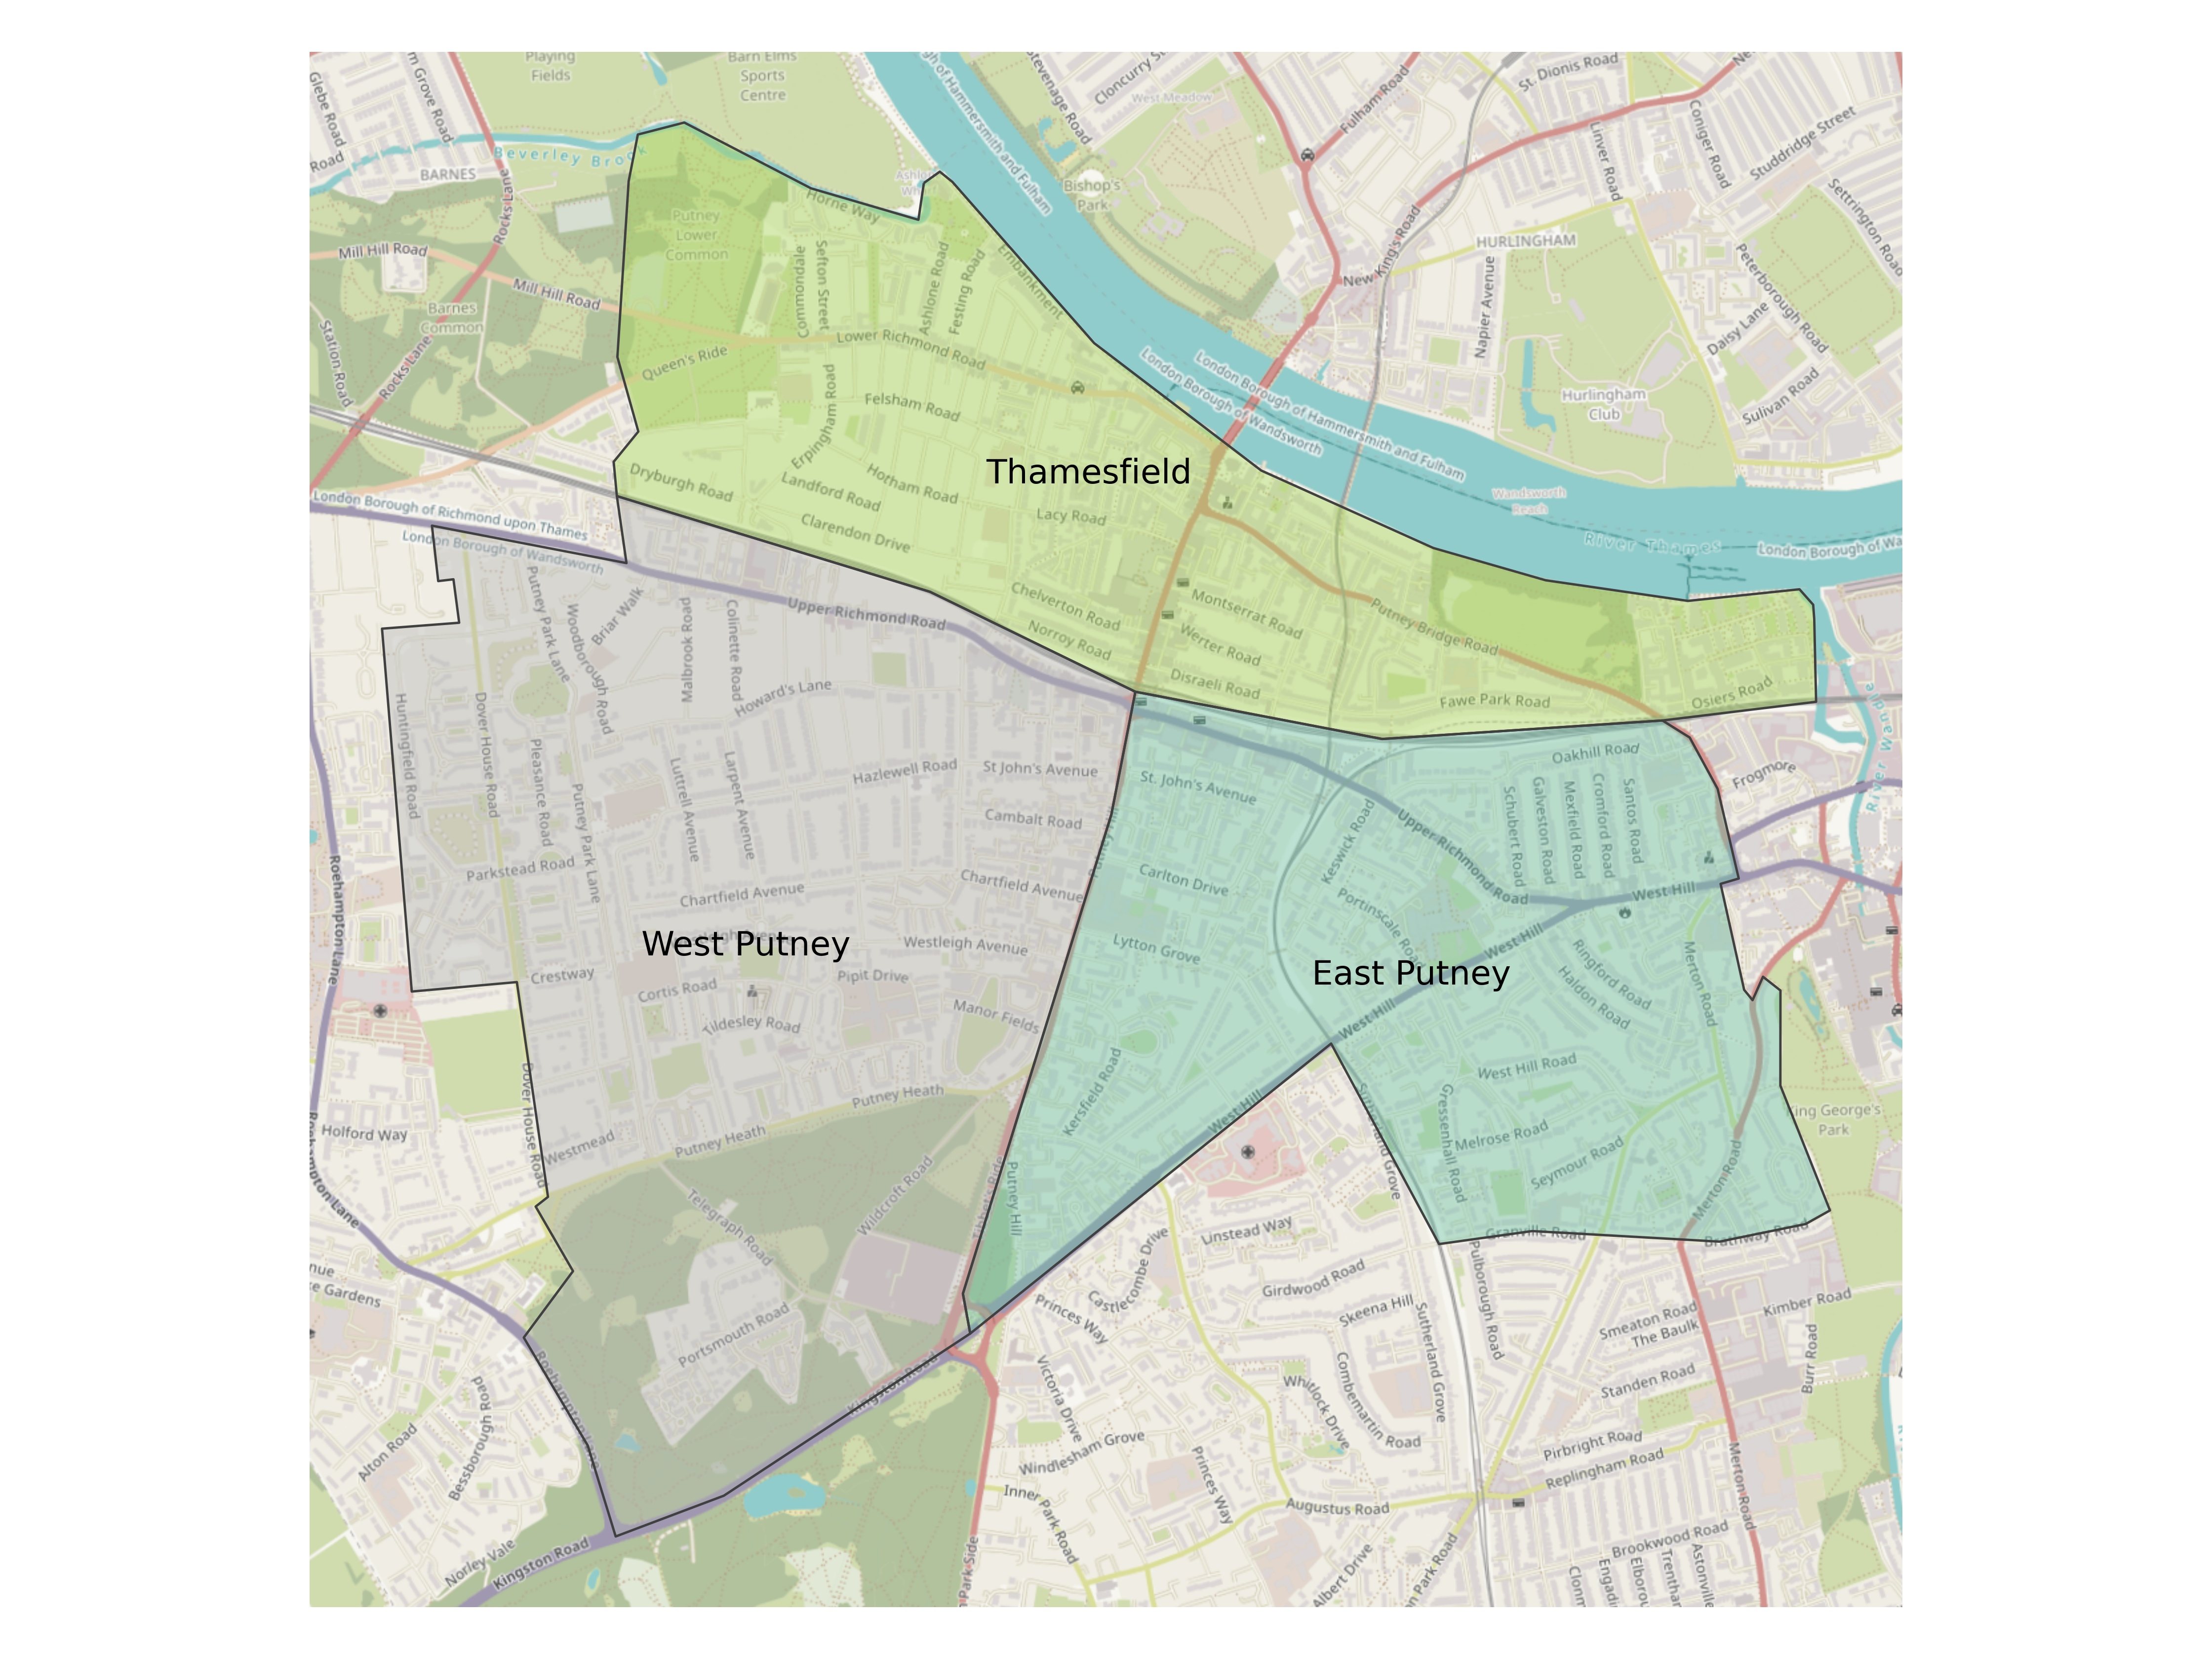 Playing
Fields
Barn Elms
Sports
Centre
Glebe Road
m Grove Road
Road
Beverley Brook
BARNES
Rocks Lane
Mill Hill Road
Mill Hill Road
Barnes
Common
Station Road
Rocks Lane
Putney
Lower
Common
Horne Way
Queen's Ride
Commondale
Sefton Street
Ashlone Road
Festing Road
Embankment
Lower Richmond Road
Erpingham Road
Felsham Road
Hotham Road
Landford Road
Dryburgh Road
Clarendon Drive
Lacy Road
Thamesfield
Chelverton Road
Norroy Road
Montserrat Road
Werter Road
Disraeli Road
Putney Bridge Road
Fawe Park Road
Osiers Road
gh of Hammersmith and Fulham
Stevenage Road
Cloncurry St
West Meadow
Bishop's
Park
Fulham Road
St. Dionis Road
New King's Road
HURLINGHAM
Napier Avenue
Linver Road
Coniger Road
Studdridge Street
Settrington Road
Peterborough Road
Daisy Lane
Sulivan Road
Hurlingham
Club
London Borough of Hammersmith and Fulham
London Borough of Wandsworth
Wandsworth
Reach
River Thames
London Borough of Wa
River Wandle
London Borough of Richmond upon Thames
London Borough of Wandsworth
Upper Richmond Road
Putney Park Lane
Woodborough Road
Briar Walk
Malbrook Road
Colinette Road
Howard's Lane
Huntingfield Road
Dover House Road
Pleasance Road
Putney Park Lane
Luttrell Avenue
Larpent Avenue
Hazlewell Road
St John's Avenue
Cambalt Road
Parkstead Road
Chartfield Avenue
Chartfield Avenue
West Putney
Westleigh Avenue
Crestway
Cortis Road
Pipit Drive
Tildesley Road
Manor Fields
Roehampton Lane
Holford Way
Dover House Road
Westmead
Putney Heath
Putney Heath
Telegraph Road
Wildcroft Road
Portsmouth Road
Tibbet's Ride
Putney Hill
Putney Hill
Kingston Road
Roehampton Lane
Roehampton Lane
Alton Road
Bessborough Road
Norley Vale
Kingston Road
St. John's Avenue
Carlton Drive
Lytton Grove
Kersfield Road
Keswick Road
Portinscale Road
Upper Richmond Road
Oakhill Road
Schubert Road
Galveston Road
Mexfield Road
Cromford Road
Santos Road
Frogmore
West Hill
West Hill
East Putney
West Hill
West Hill
Ringford Road
Haldon Road
Merton Road
West Hill Road
Gressenhall Road
Melrose Road
Seymour Road
Merton Road
Sutherland Grove
Granville Road
Brathway Road
King George's
Park
Linstead Way
Castlecombe Drive
Princes Way
Girdwood Road
Skeena Hill
Victoria Drive
Windlesham Grove
Whitlock Drive
Combemartin Road
Sutherland Grove
Pulborough Road
Smeaton Road
The Baulk
Kimber Road
Burr Road
Standen Road
Pirbright Road
Replingham Road
Merton Road
Inner Park Road
Princes Way
Augustus Road
Park Side
Albert Drive
Brookwood Road
Astonville